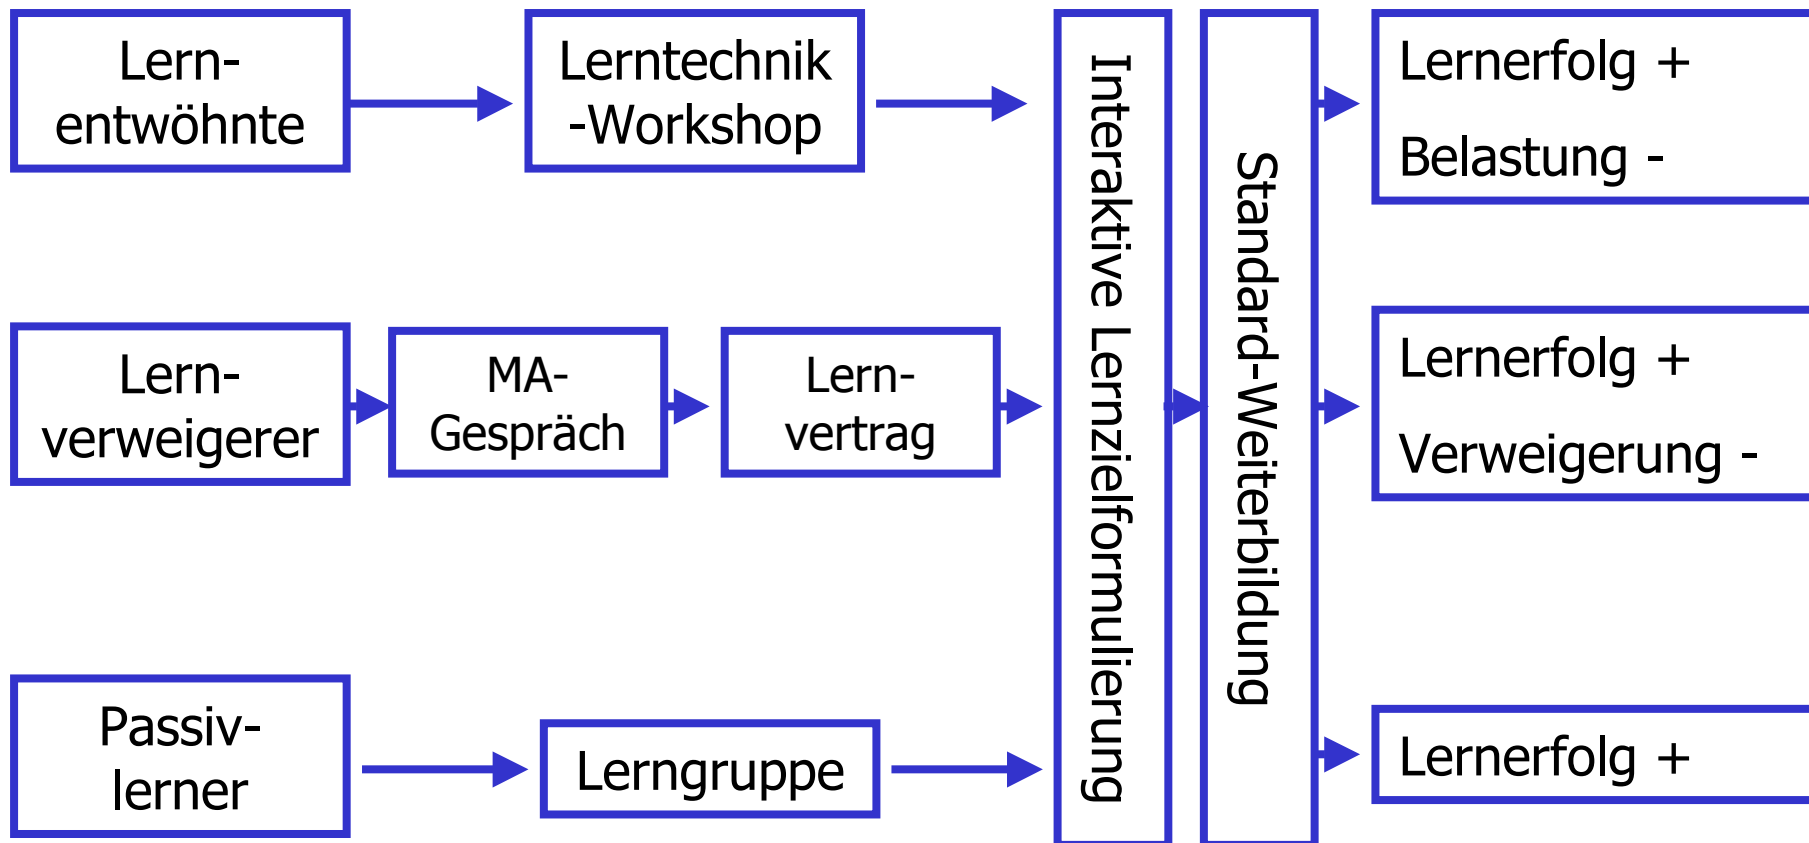 Lern-
entwöhnte
Lerntechnik
-Workshop
Lern-
verweigerer
MA-
Gespräch
Lern-
vertrag
Passiv-
lerner
Lerngruppe
Interaktive Lernzielformulierung
Standard-Weiterbildung
Lernerfolg +
Belastung -
Lernerfolg +
Verweigerung -
Lernerfolg +